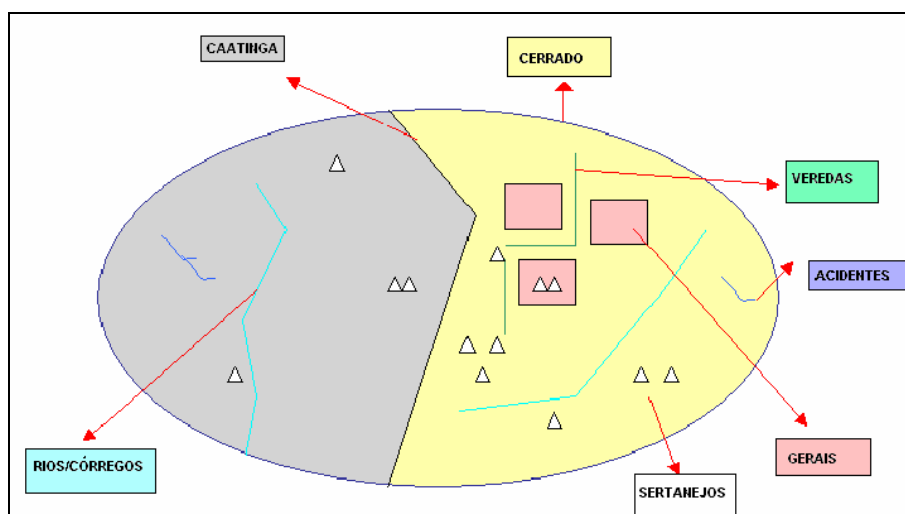 CAATINGA
CERRADO
VEREDAS
ACIDENTES
RIOS/CÓRREGOS
GERAIS
SERTANEJOS